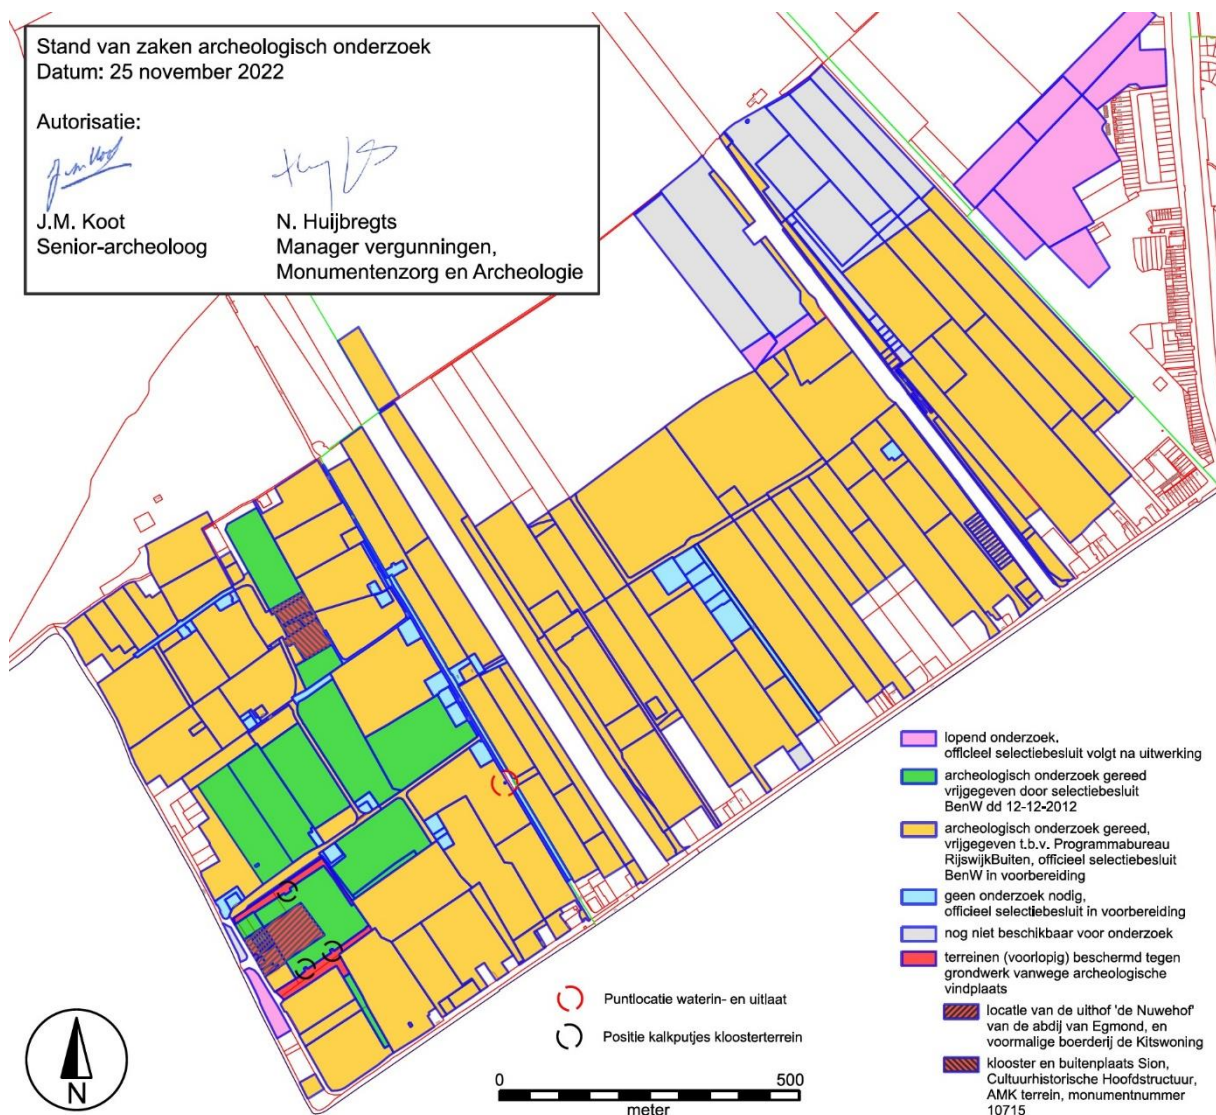 Stand van zaken archeologisch onderzoek
Datum: 25 november 2022
Autorisatie:
J.M. Koot
Senior-archeoloog
N. Huijbregts
Manager vergunningen,
Monumentenzorg en Archeologie
lopend onderzoek,
officieel selectiebesluit volgt na uitwerking
archeologisch onderzoek gereed
vrijgegeven door selectiebesluit
BenW dd 12-12-2012
archeologisch onderzoek gereed,
vrijgegeven t.b.v. Programmabureau
RijswijkBuiten, officieel selectiebesluit
BenW in voorbereiding
geen onderzoek nodig,
officieel selectiebesluit in voorbereiding
nog niet beschikbaar voor onderzoek
terreinen (voorlopig) beschermd tegen
grondwerk vanwege archeologische
vindplaats
locatie van de uithof 'de Nuwehof'
van de abdij van Egmond, en
voormalige boerderij de Kitswoning
klooster en buitenplaats Sion,
Cultuurhistorische Hoofdstructuur,
AMK terrein, monumentnummer
10715
Puntlocatie waterin- en uitlaat
Positie kalkputjes kloosterterrein
N
0 500
meter